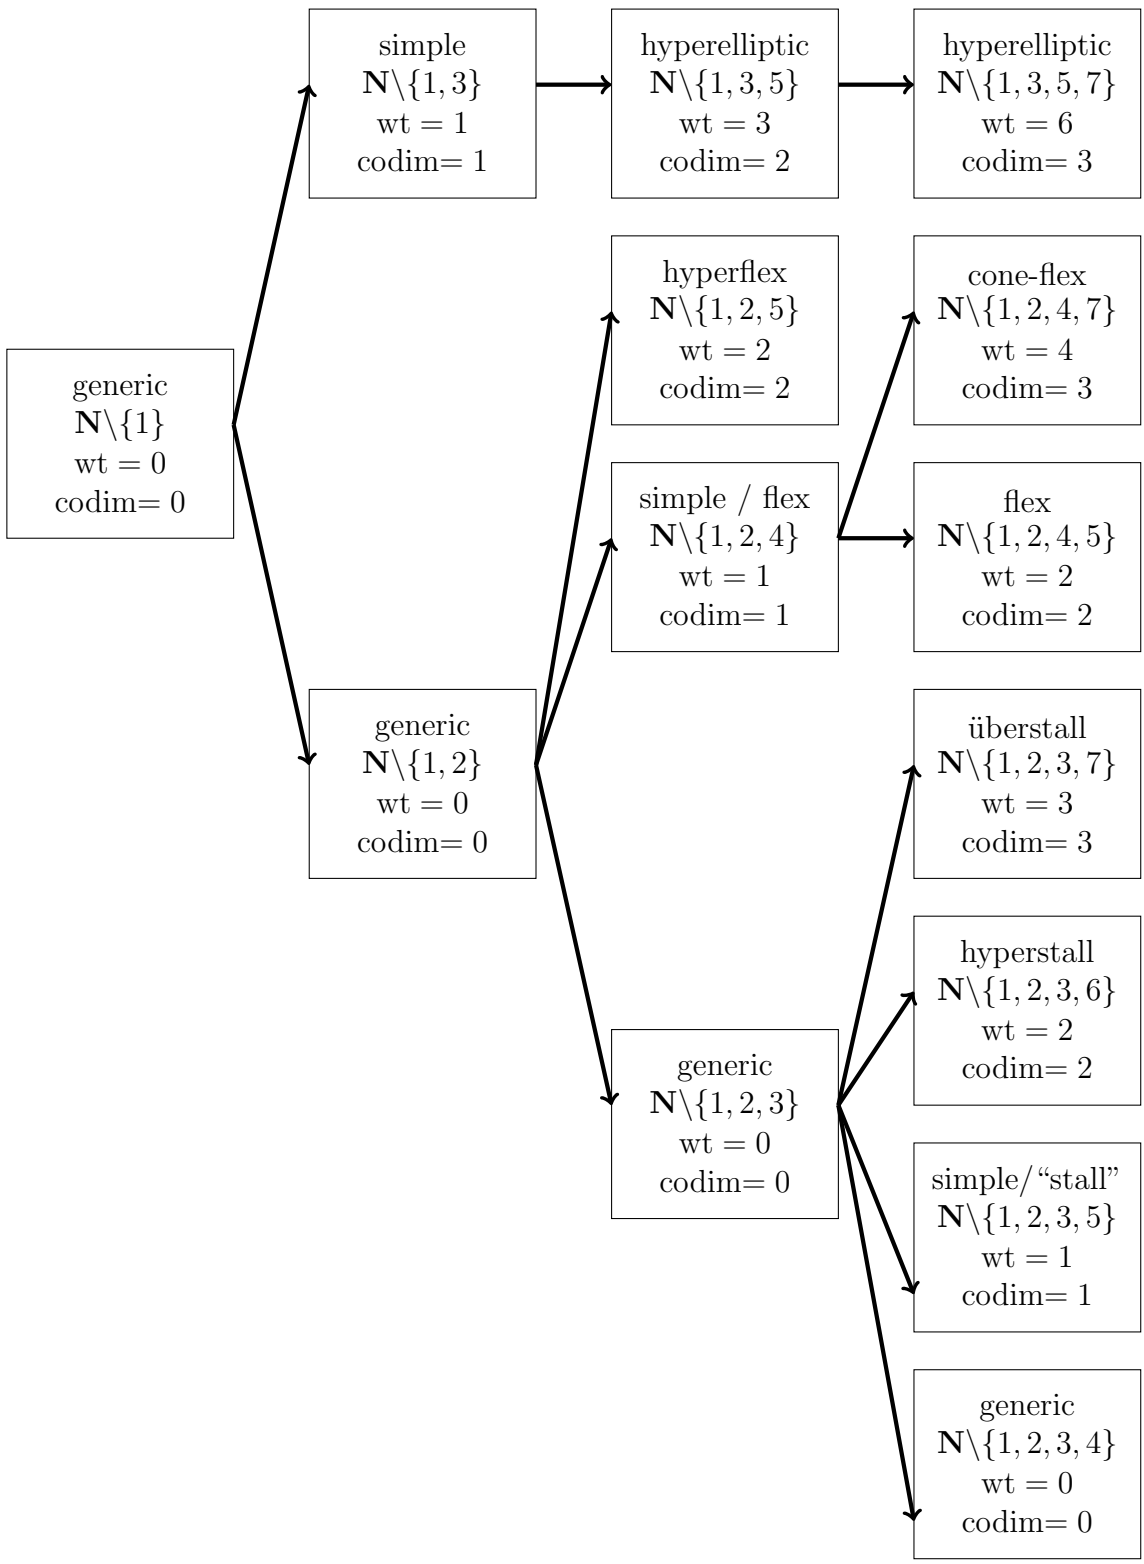 generic
N\{1}
wt = 0
codim= 0
simple
N\{1, 3}
wt = 1
codim= 1
generic
N\{1, 2}
wt = 0
codim= 0
hyperelliptic
N\{1, 3, 5}
wt = 3
codim= 2
hyperflex
N\{1, 2, 5}
wt = 2
codim= 2
simple / flex
N\{1, 2, 4}
wt = 1
codim= 1
generic
N\{1, 2, 3}
wt = 0
codim= 0
hyperelliptic
N\{1, 3, 5, 7}
wt = 6
codim= 3
cone-flex
N\{1, 2, 4, 7}
wt = 4
codim= 3
flex
N\{1, 2, 4, 5}
wt = 2
codim= 2
überstall
N\{1, 2, 3, 7}
wt = 3
codim= 3
hyperstall
N\{1, 2, 3, 6}
wt = 2
codim= 2
simple/“stall”
N\{1, 2, 3, 5}
wt = 1
codim= 1
generic
N\{1, 2, 3, 4}
wt = 0
codim= 0